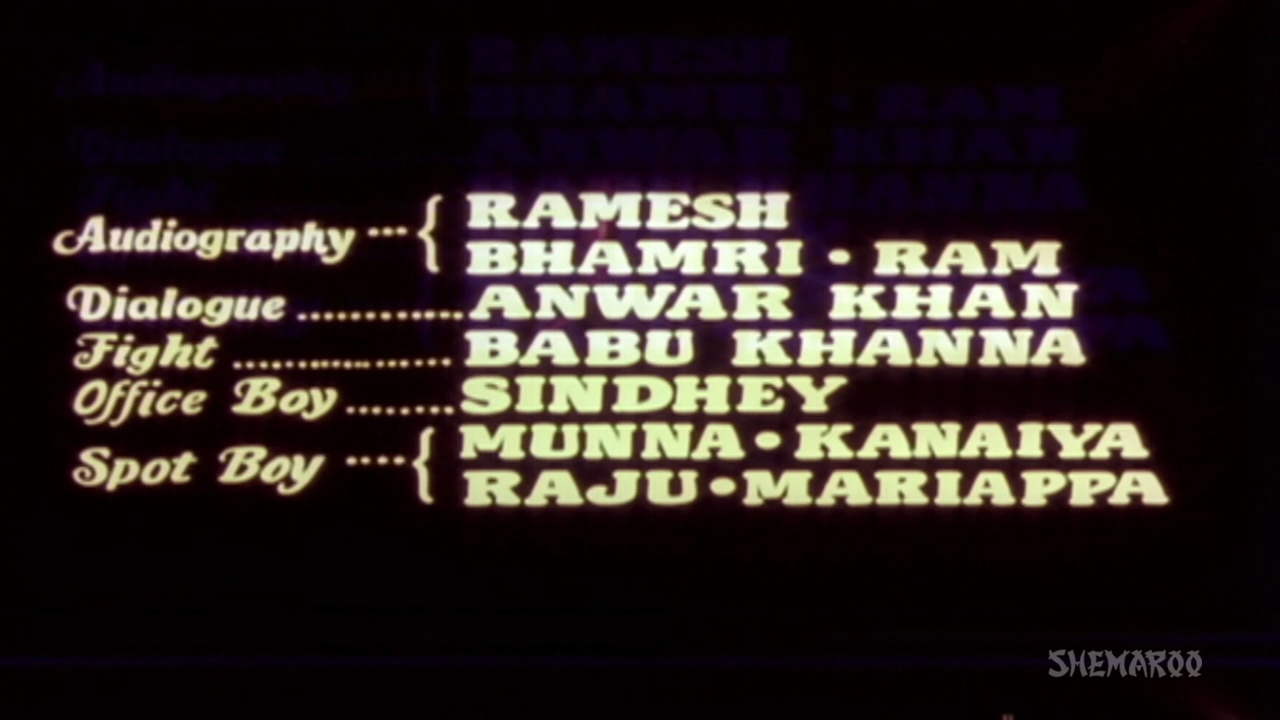 Audiography ... { RAMESH
BHAMRI • RAM
Dialogue ............ ANWAR KHAN
Fight ................ BABU KHANNA
Office Boy ........ SINDHEY
Spot Boy .... { MUNNA • KANAIYA
RAJU • MARIAPPA
SHEMAROO